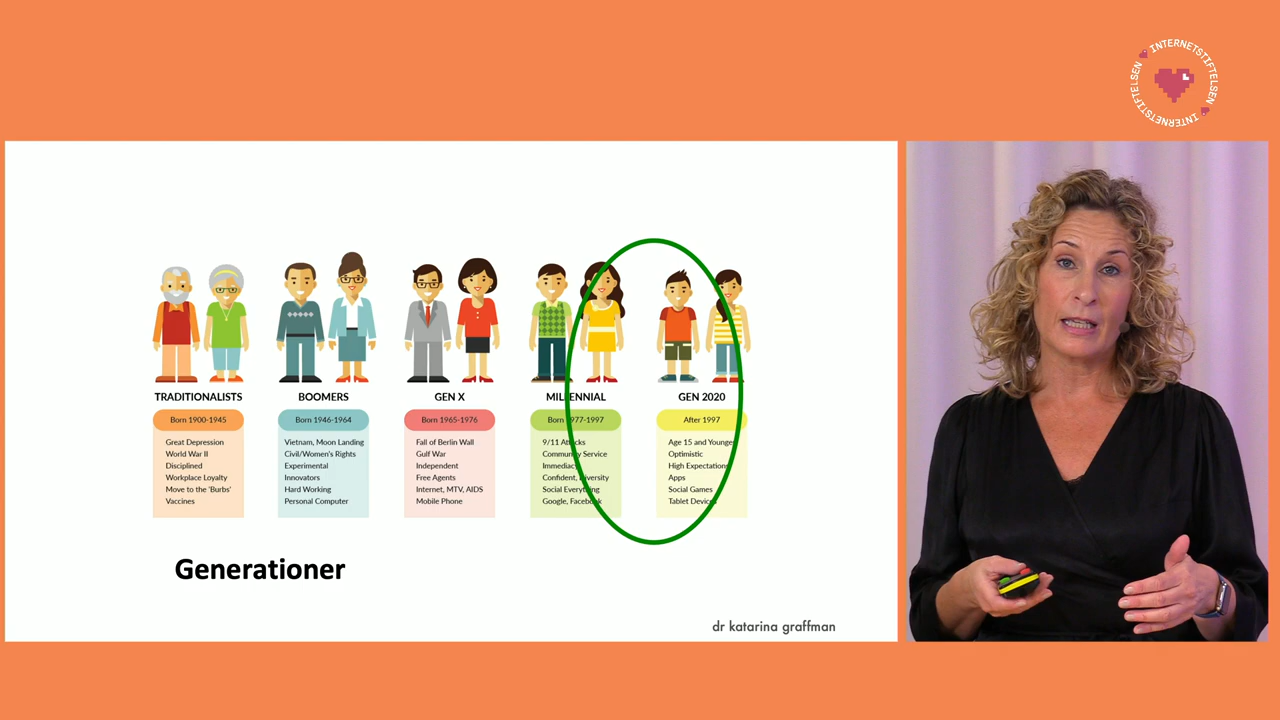 INTERNETSTIFTELSEN
INTERNETSTIFTELSEN
TRADITIONALISTS
Born 1900-1945
Great Depression
World War II
Disciplined
Workplace Loyalty
Move to the 'Burbs'
Vaccines
BOOMERS
Born 1946-1964
Vietnam, Moon Landing
Civil/Women's Rights
Experimental
Innovators
Hard Working
Personal Computer
GEN X
Born 1965-1976
Fall of Berlin Wall
Gulf War
Independent
Free Agents
Internet, MTV, AIDS
Mobile Phone
MILLENNIAL
Born 1977-1997
9/11 Attacks
Community Service
Immediacy
Confident, Diversity
Social Everything
Google, Facebook
GEN 2020
After 1997
Age 15 and Younger
Optimistic
High Expectations
Apps
Social Games
Tablet Devices
Generationer
dr katarina graffman